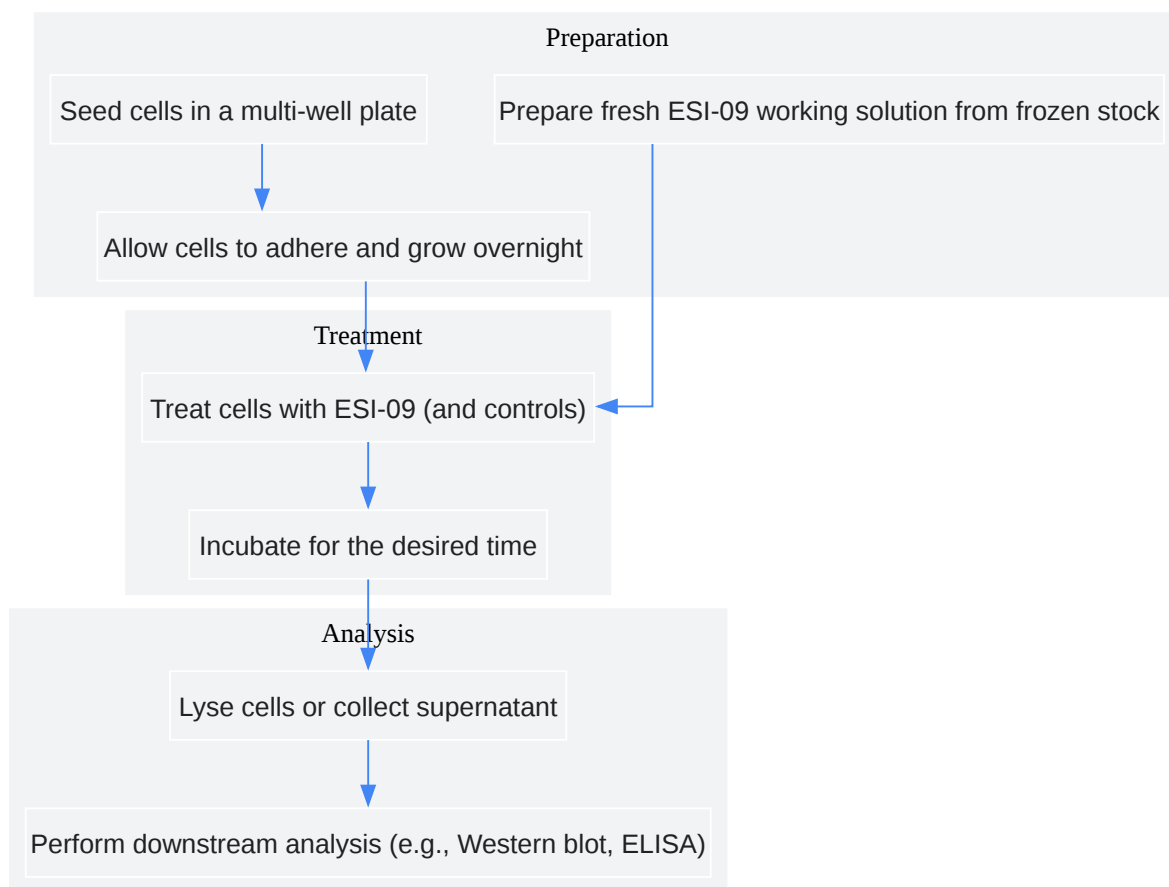 Preparation
Seed cells in a multi-well plate
Prepare fresh ESI-09 working solution from frozen stock
Allow cells to adhere and grow overnight
Treatment
Treat cells with ESI-09 (and controls)
Incubate for the desired time
Analysis
Lyse cells or collect supernatant
Perform downstream analysis (e.g., Western blot, ELISA)